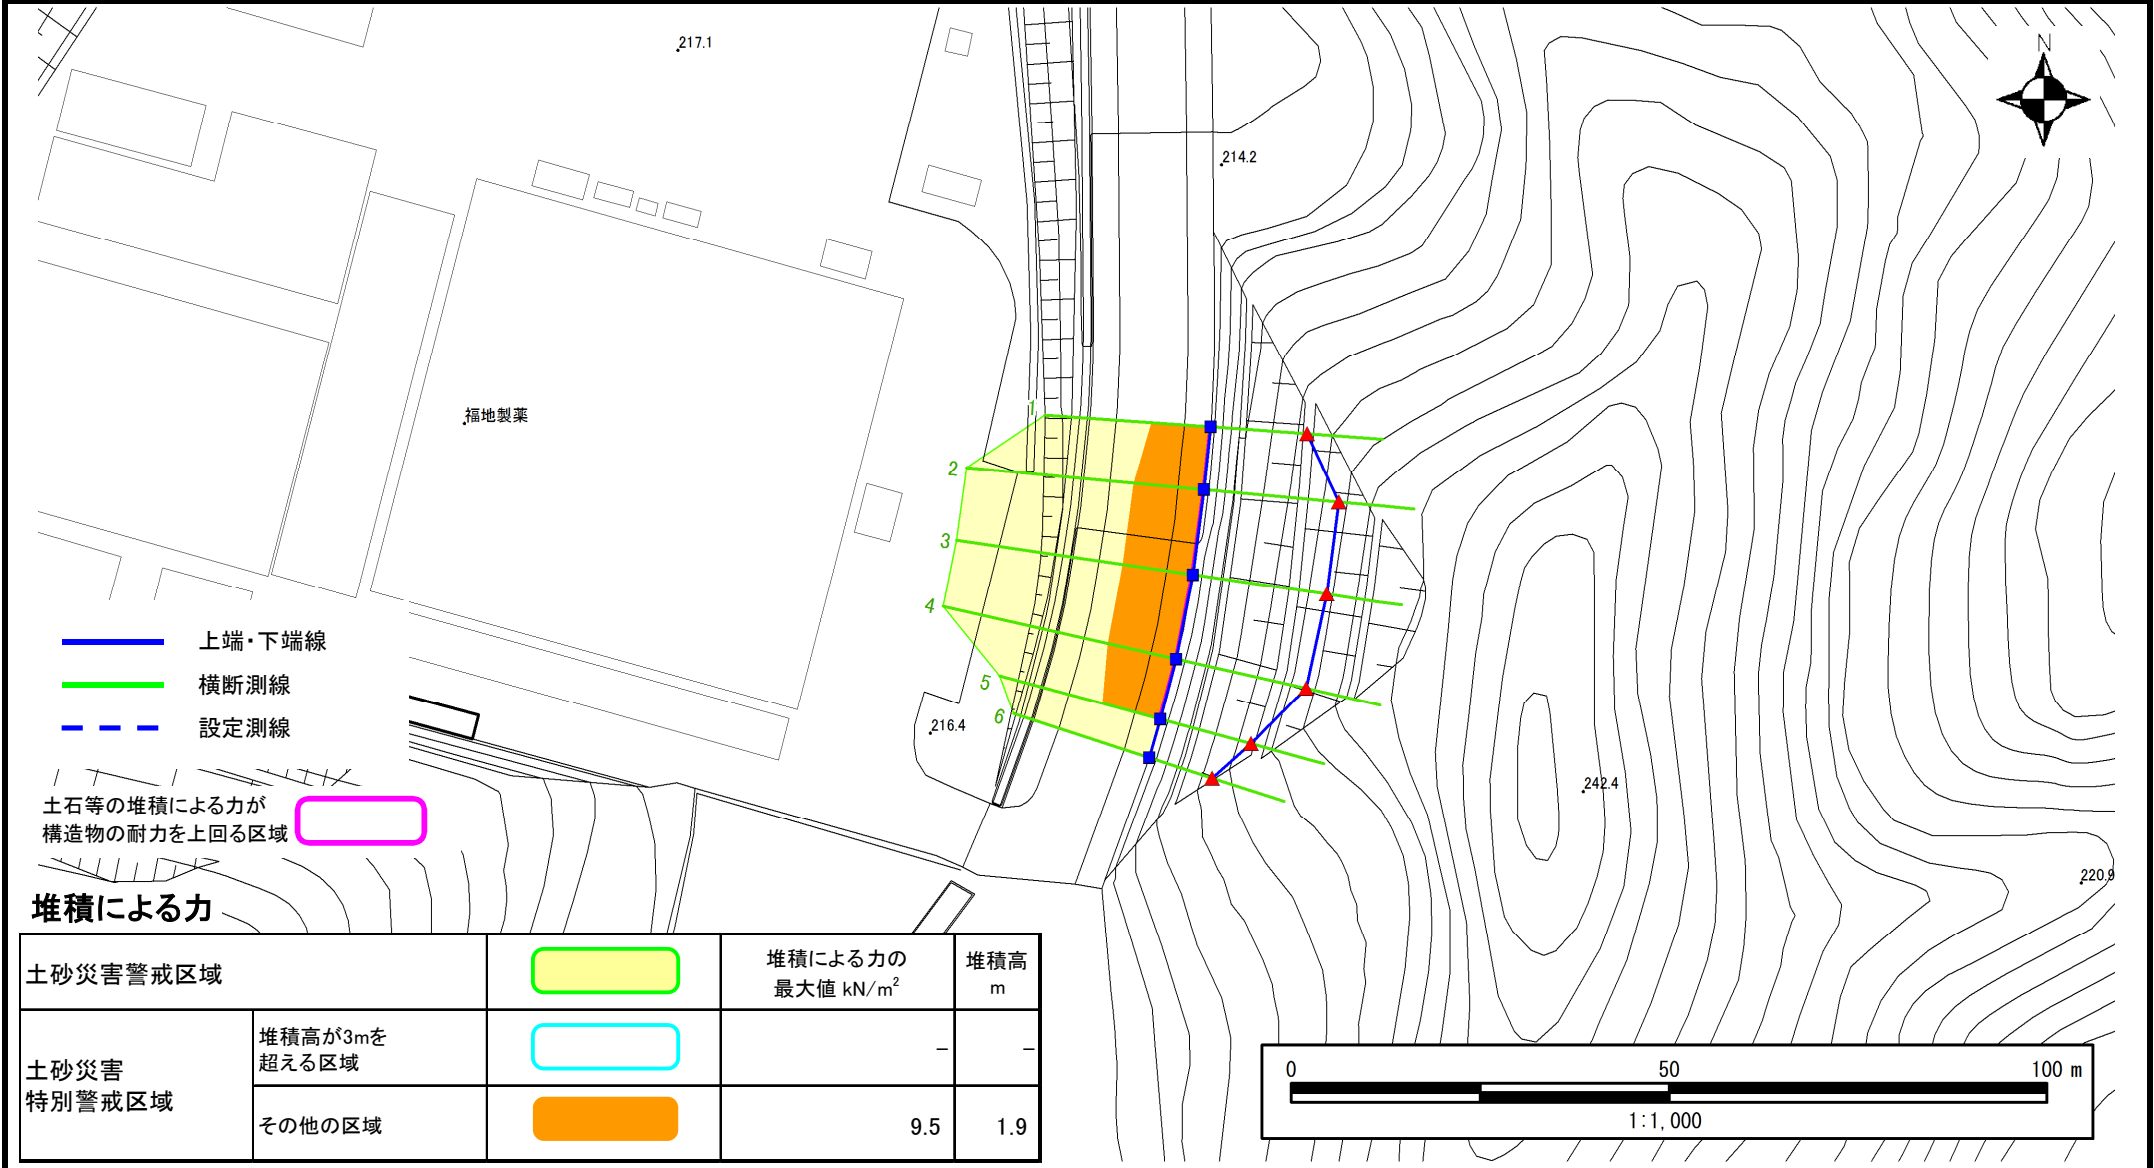 217.1
N
214.2
福地製薬
1
2
3
4
5
6
216.4
242.4
220.9
上端・下端線
横断測線
設定測線
土石等の堆積による力が
構造物の耐力を上回る区域
堆積による力
土砂災害警戒区域
堆積による力の
最大値 kN/m²
堆積高
m
土砂災害
特別警戒区域
堆積高が3mを
超える区域
−
−
その他の区域
9.5
1.9
0 50 100 m
1:1,000